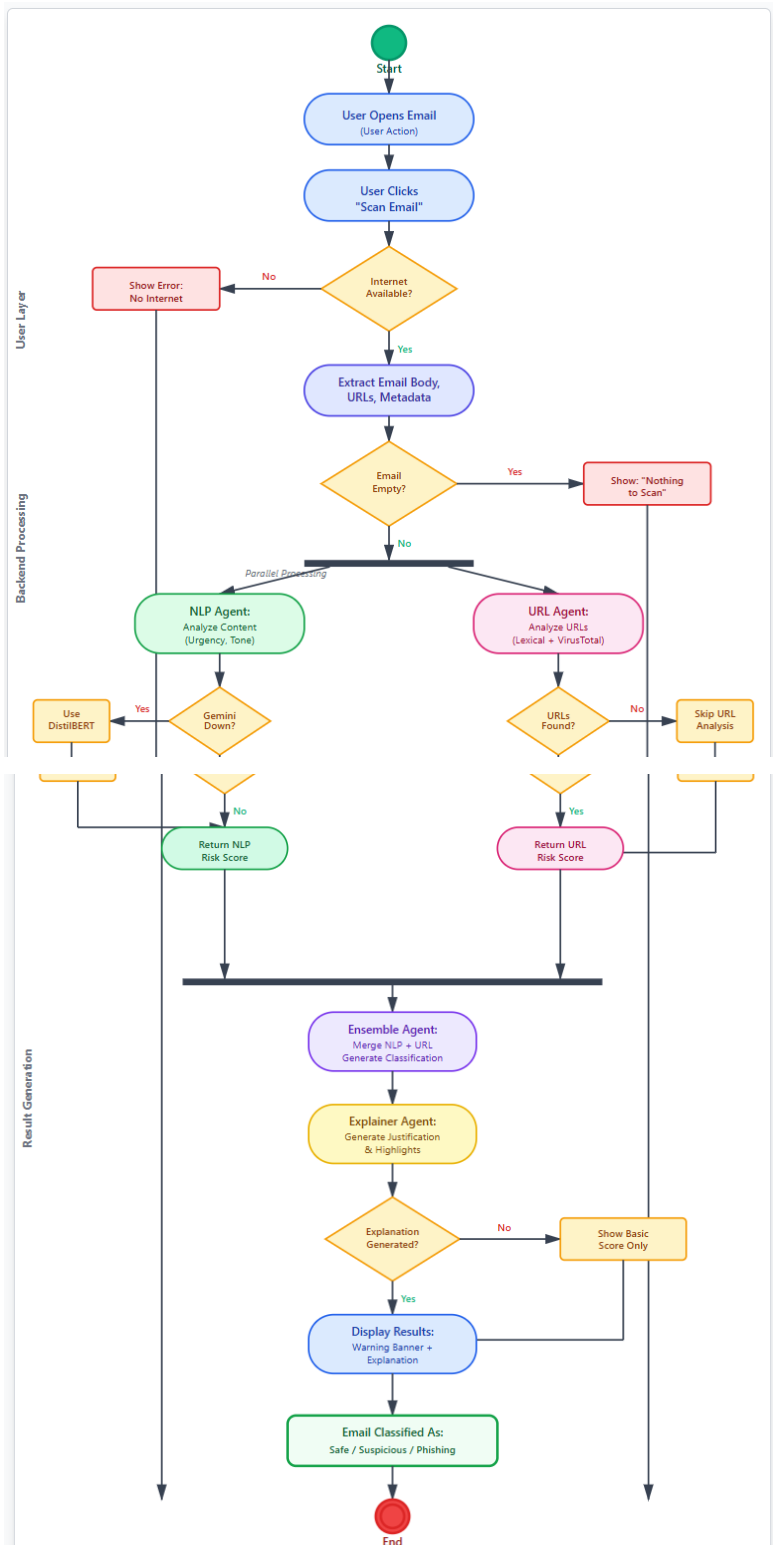 Start
User Opens Email
(User Action)
User Clicks
"Scan Email"
Internet
Available?
No
Show Error:
No Internet
Yes
User Layer
Extract Email Body,
URLs, Metadata
Email
Empty?
Yes
Show: "Nothing
to Scan"
No
Backend Processing
Parallel Processing
NLP Agent:
Analyze Content
(Urgency, Tone)
URL Agent:
Analyze URLs
(Lexical + VirusTotal)
Gemini
Down?
Yes
Use
DistilBERT
URLs
Found?
No
Skip URL
Analysis
No
Yes
Return NLP
Risk Score
Return URL
Risk Score
Result Generation
Ensemble Agent:
Merge NLP + URL
Generate Classification
Explainer Agent:
Generate Justification
& Highlights
Explanation
Generated?
No
Show Basic
Score Only
Yes
Display Results:
Warning Banner +
Explanation
Email Classified As:
Safe / Suspicious / Phishing
End